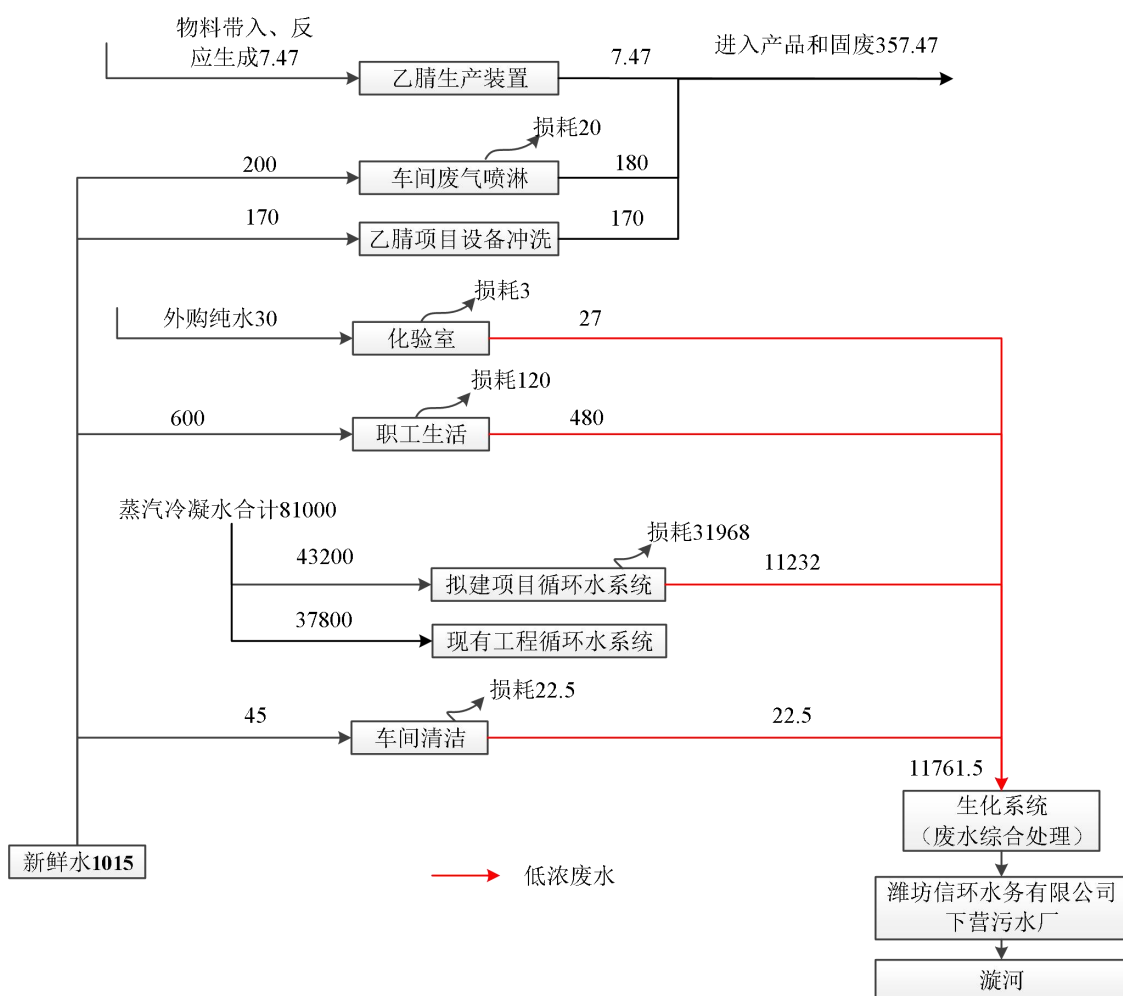 物料带入、反
应生成7.47
乙腈生产装置
7.47
进入产品和固废357.47
损耗20
200
车间废气喷淋
180
170
乙腈项目设备冲洗
170
损耗3
外购纯水30
化验室
27
损耗120
600
职工生活
480
蒸汽冷凝水合计81000
损耗31968
43200
拟建项目循环水系统
11232
37800
现有工程循环水系统
损耗22.5
45
车间清洁
22.5
11761.5
生化系统
（废水综合处理）
新鲜水1015
低浓废水
潍坊信环水务有限公司
下营污水厂
漩河